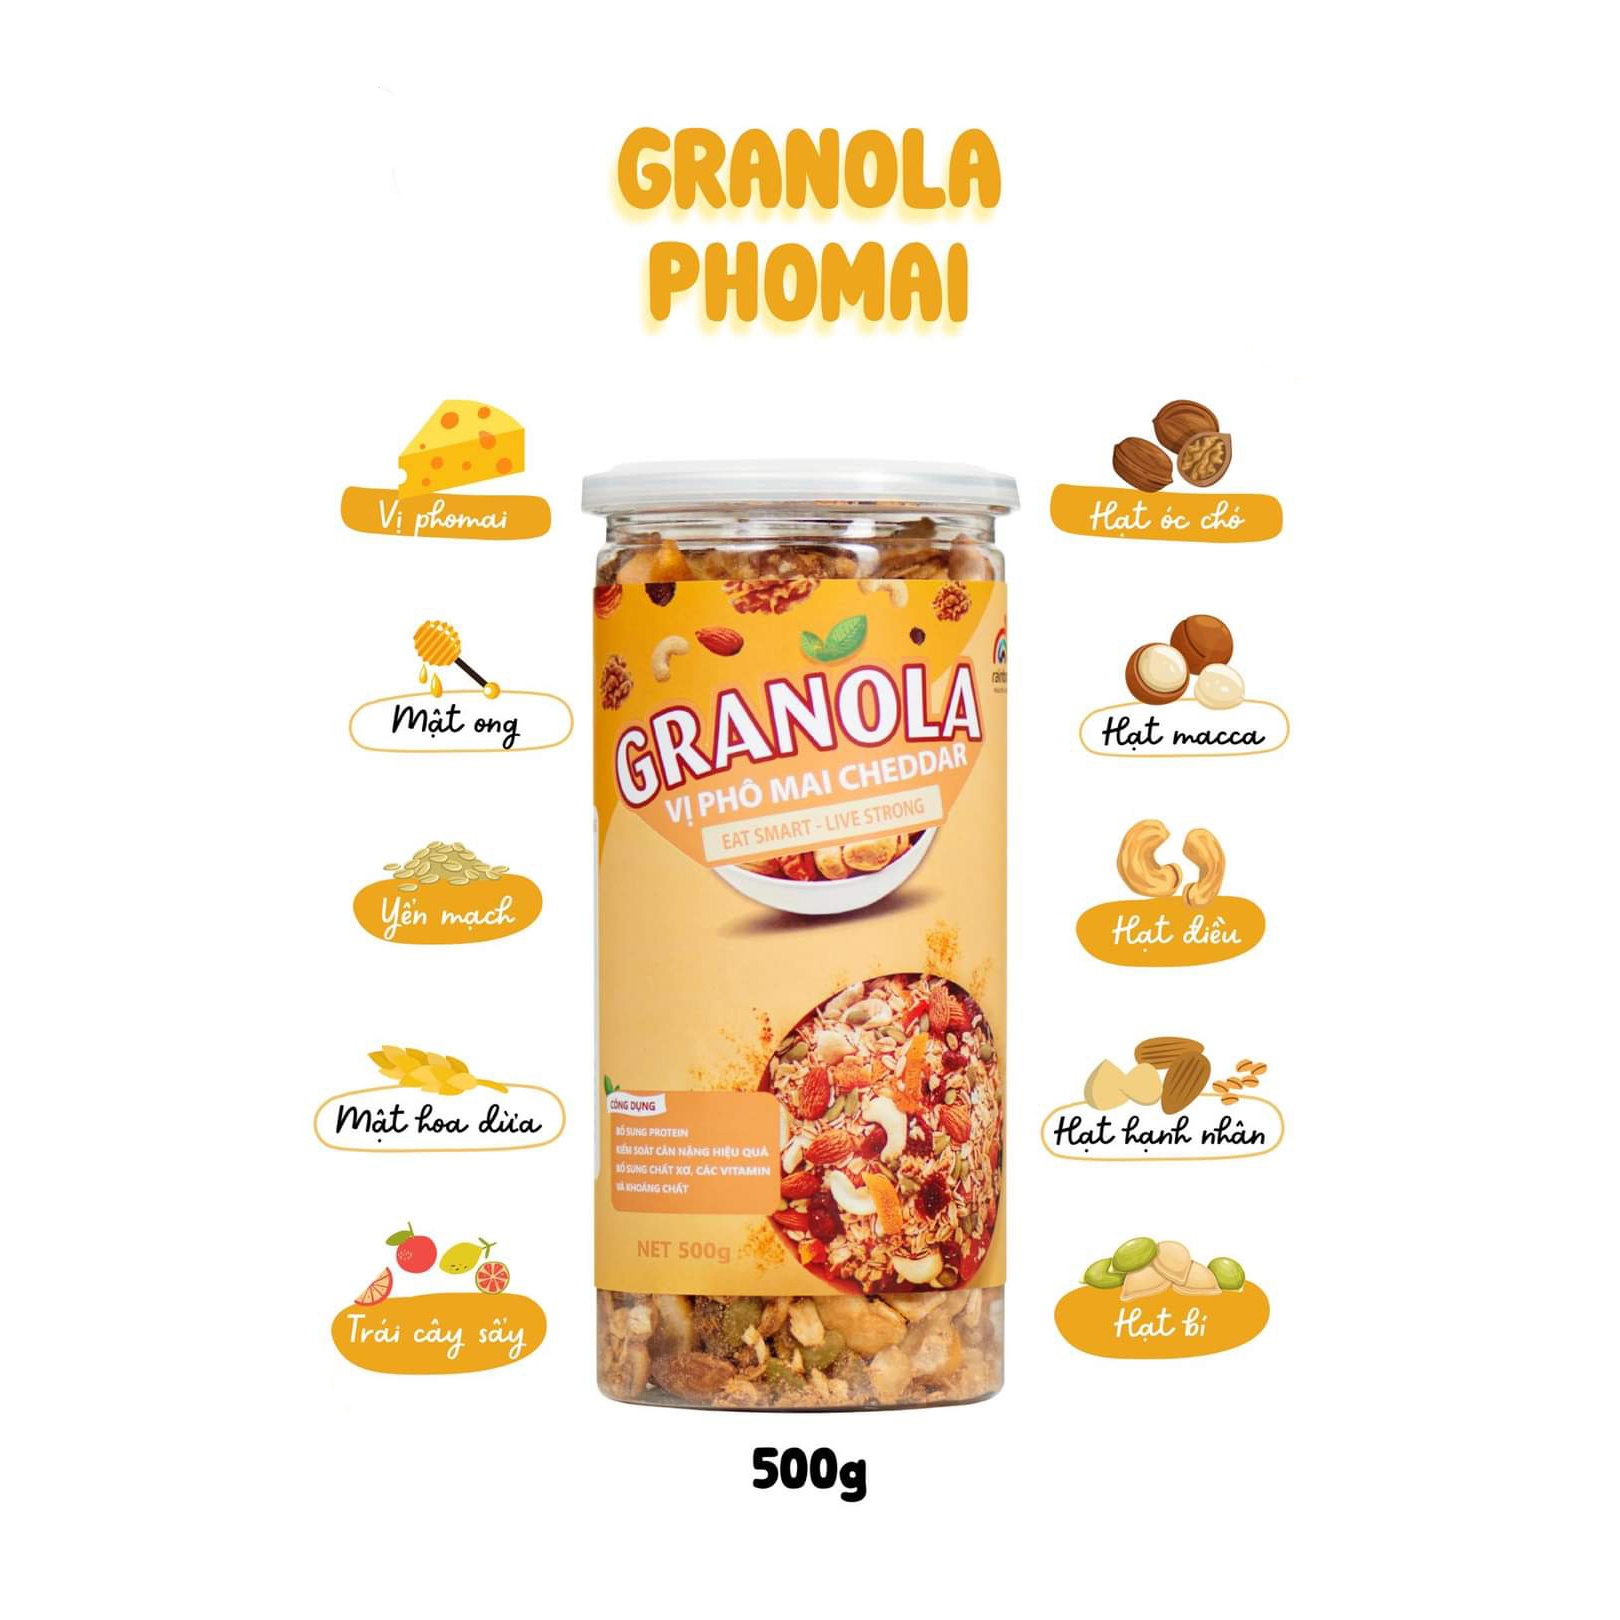 GRANOLA
PHOMAI
Vị phomai
Mật ong
Yến mạch
Mật hoa dừa
Trái cây sấy
Hạt óc chó
Hạt macca
Hạt điều
Hạt hạnh nhân
Hạt bí
GRANOLA
VỊ PHÔ MAI CHEDDAR
EAT SMART - LIVE STRONG
CÔNG DỤNG
BỔ SUNG PROTEIN
KIỂM SOÁT CÂN NẶNG HIỆU QUẢ
BỔ SUNG CHẤT XƠ, CÁC VITAMIN
VÀ KHOÁNG CHẤT
NET 500g
500g